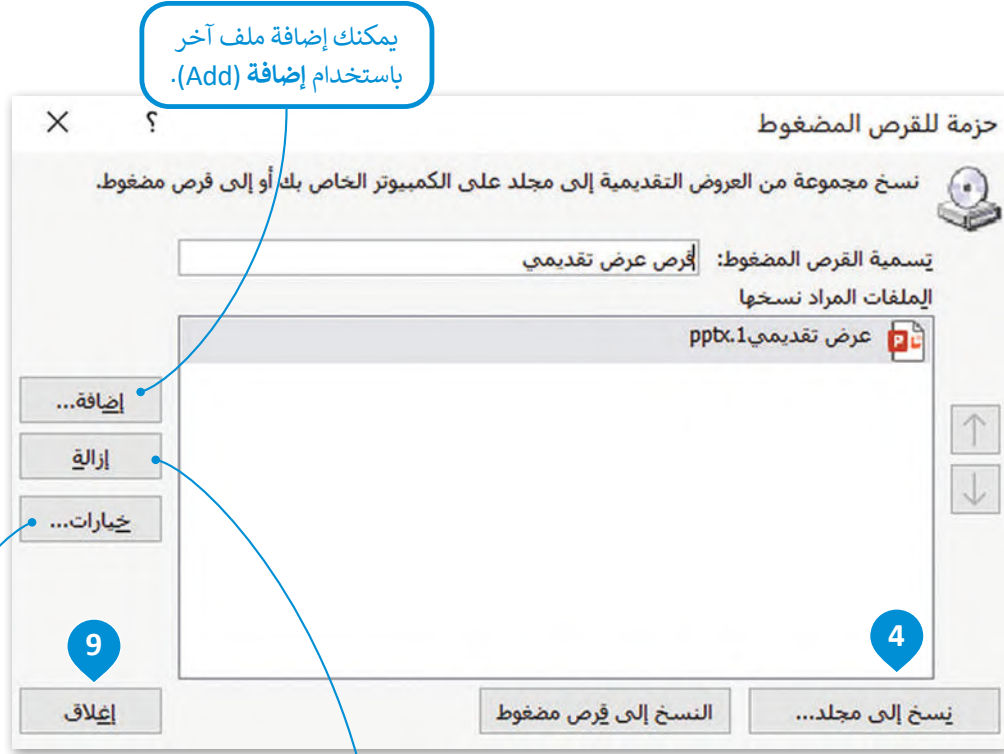 يمكنك إضافة ملف آخر
باستخدام إضافة (Add).
حزمة للقرص المضغوط
؟
نسخ مجموعة من العروض التقديمية إلى مجلد على الكمبيوتر الخاص بك أو إلى قرص مضغوط.
تسمية القرص المضغوط: قرص عرض تقديمي
الملفات المراد نسخها
عرض تقديمي1.pptx
إضافة...
إزالة
خيارات...
4
9
نسخ إلى مجلد...
النسخ إلى قرص مضغوط
إغلاق